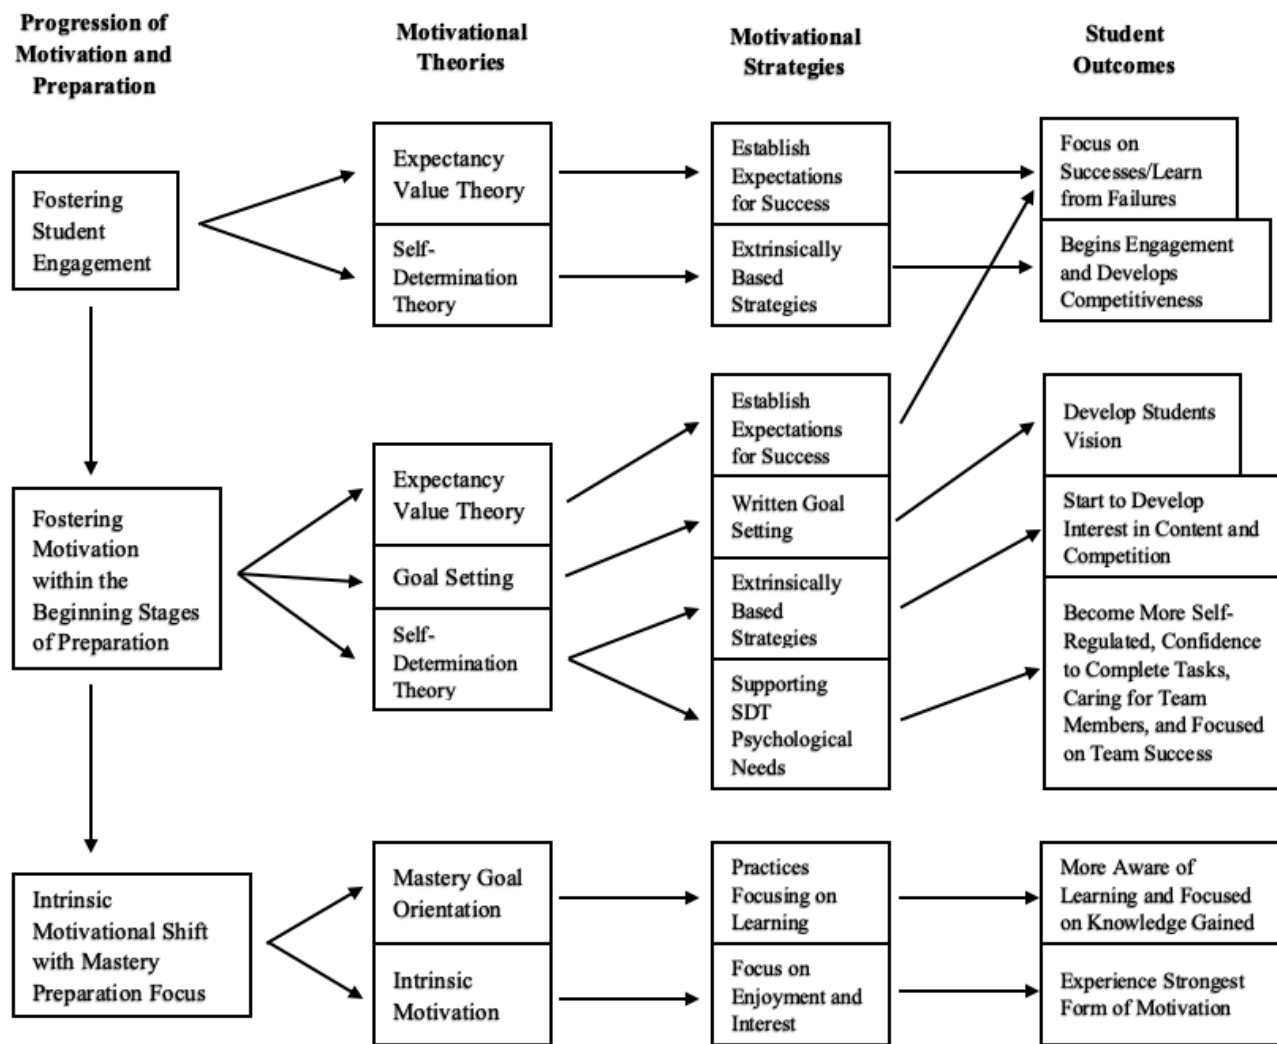 Progression of
Motivation and
Preparation
Motivational
Theories
Motivational
Strategies
Student
Outcomes
Fostering
Student
Engagement
Expectancy
Value Theory
Self-
Determination
Theory
Establish
Expectations
for Success
Extrinsically
Based
Strategies
Focus on
Successes/Learn
from Failures
Begins Engagement
and Develops
Competitiveness
Fostering
Motivation
within the
Beginning Stages
of Preparation
Expectancy
Value Theory
Goal Setting
Self-
Determination
Theory
Establish
Expectations
for Success
Written Goal
Setting
Extrinsically
Based
Strategies
Supporting
SDT
Psychological
Needs
Develop Students
Vision
Start to Develop
Interest in Content and
Competition
Become More Self-
Regulated, Confidence
to Complete Tasks,
Caring for Team
Members, and Focused
on Team Success
Intrinsic
Motivational Shift
with Mastery
Preparation Focus
Mastery Goal
Orientation
Intrinsic
Motivation
Practices
Focusing on
Learning
Focus on
Enjoyment and
Interest
More Aware of
Learning and Focused
on Knowledge Gained
Experience Strongest
Form of Motivation